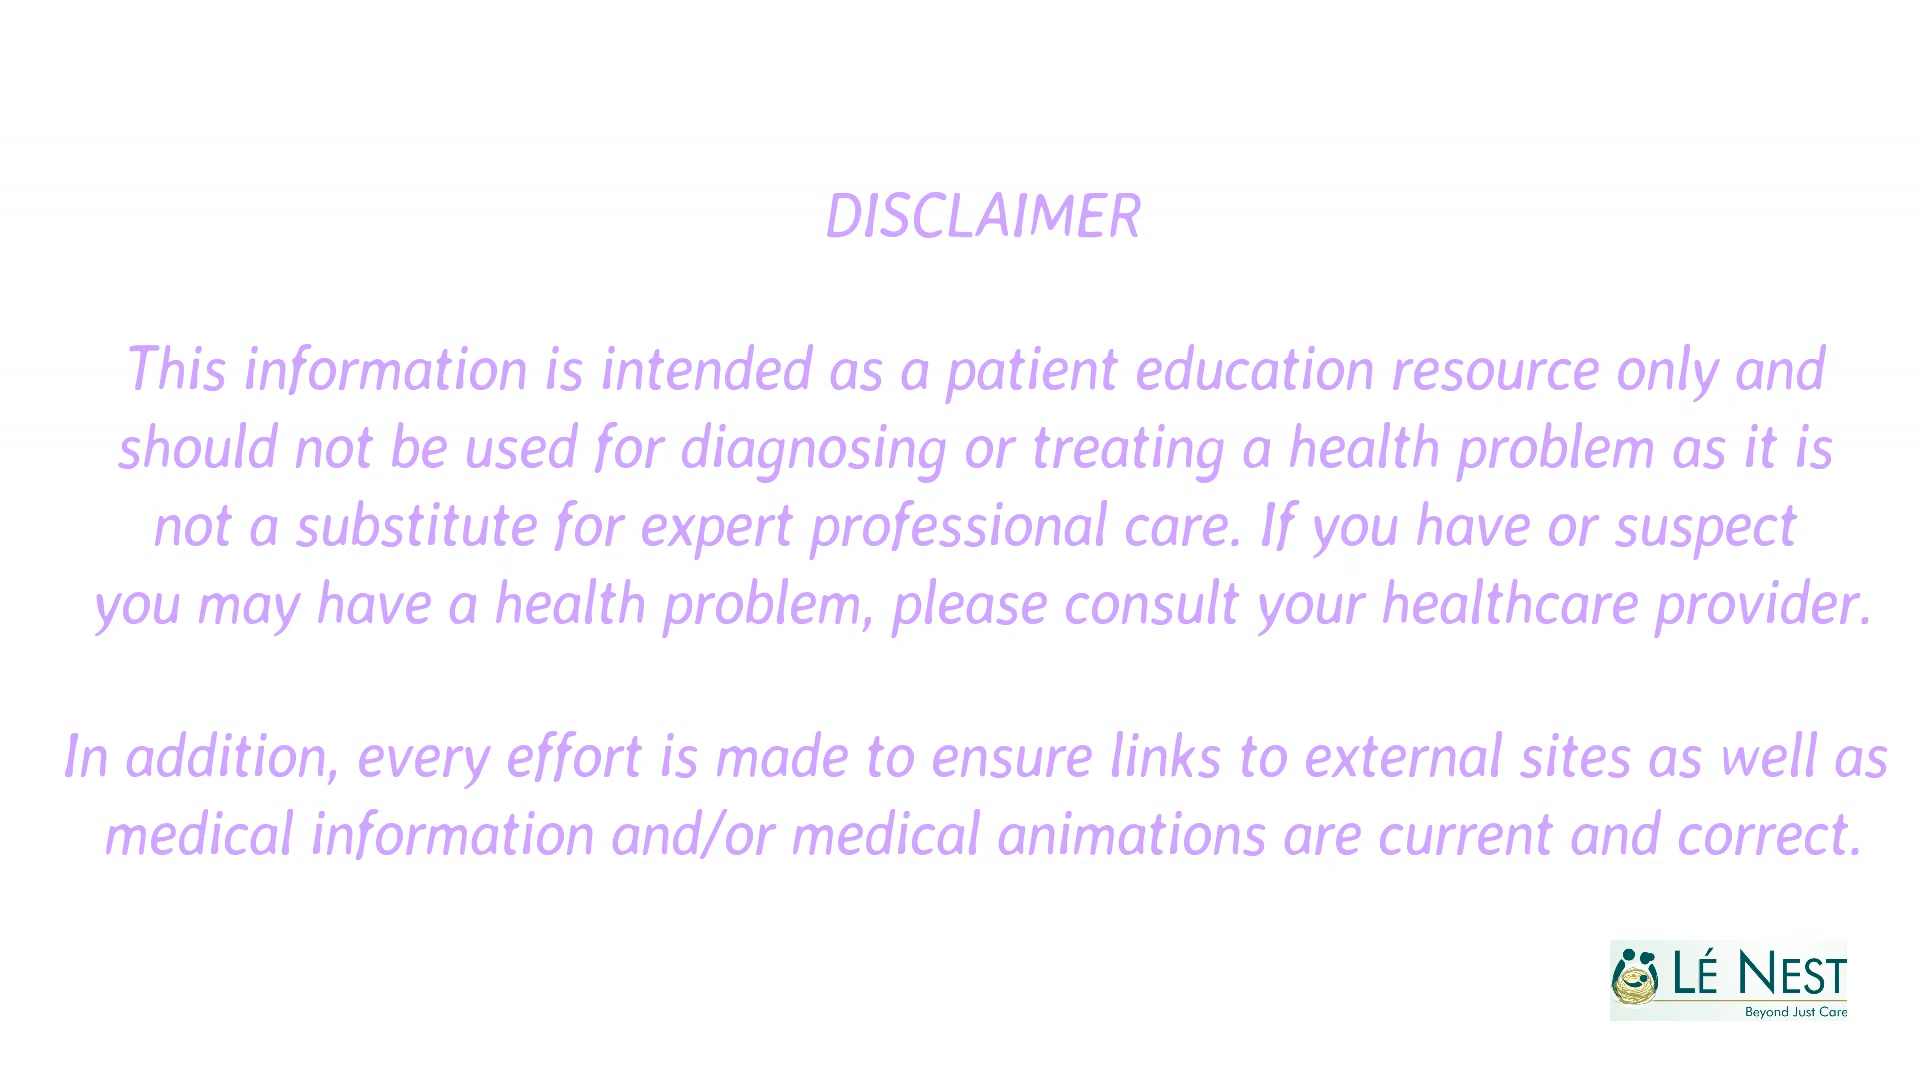 DISCLAIMER
This information is intended as a patient education resource only and
should not be used for diagnosing or treating a health problem as it is
not a substitute for expert professional care. If you have or suspect
you may have a health problem, please consult your healthcare provider.
In addition, every effort is made to ensure links to external sites as well as
medical information and/or medical animations are current and correct.
LÉ NEST
Beyond Just Care